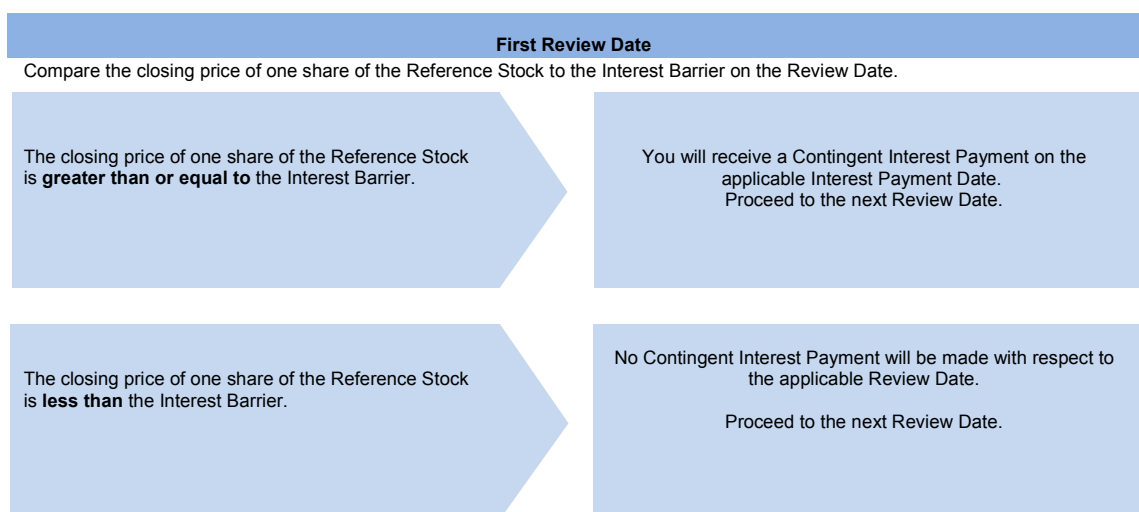 First Review Date
Compare the closing price of one share of the Reference Stock to the Interest Barrier on the Review Date.
The closing price of one share of the Reference Stock
is greater than or equal to the Interest Barrier.
You will receive a Contingent Interest Payment on the
applicable Interest Payment Date.
Proceed to the next Review Date.
The closing price of one share of the Reference Stock
is less than the Interest Barrier.
No Contingent Interest Payment will be made with respect to
the applicable Review Date.
Proceed to the next Review Date.